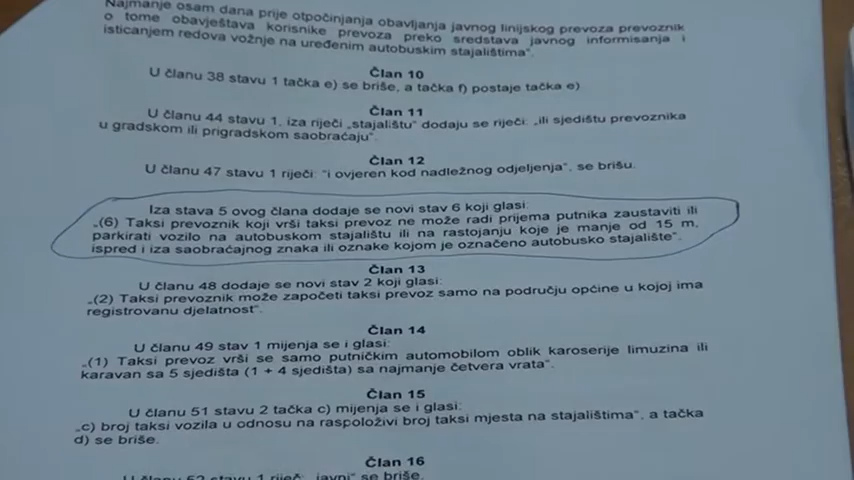 Najmanje osam dana prije otpočinjanja obavljanja javnog linijskog prevoza prevoznik
o tome obavještava korisnike prevoza preko sredstava javnog informisanja i
isticanjem redova vožnje na uređenim autobuskim stajalištima“.
Član 10
U članu 38 stavu 1 tačka e) se briše, a tačka f) postaje tačka e)
Član 11
U članu 44 stavu 1, iza riječi „stajalištu“ dodaju se riječi: „ili sjedištu prevoznika
u gradskom ili prigradskom saobraćaju“.
Član 12
U članu 47 stavu 1 riječi: “i ovjeren kod nadležnog odjeljenja“, se brišu.
Iza stava 5 ovog člana dodaje se novi stav 6 koji glasi:
„(6) Taksi prevoznik koji vrši taksi prevoz ne može radi prijema putnika zaustaviti ili
parkirati vozilo na autobuskom stajalištu ili na rastojanju koje je manje od 15 m,
ispred i iza saobraćajnog znaka ili oznake kojom je označeno autobusko stajalište“.
Član 13
U članu 48 dodaje se novi stav 2 koji glasi:
„(2) Taksi prevoznik može započeti taksi prevoz samo na području općine u kojoj ima
registrovanu djelatnost“.
Član 14
U članu 49 stav 1 mijenja se i glasi:
„(1) Taksi prevoz vrši se samo putničkim automobilom oblik karoserije limuzina ili
karavan sa 5 sjedišta (1 + 4 sjedišta) sa najmanje četvera vrata“.
Član 15
U članu 51 stavu 2 tačka c) mijenja se i glasi:
„c) broj taksi vozila u odnosu na raspoloživi broj taksi mjesta na stajalištima“, a tačka
d) se briše.
Član 16
U članu 52 stavu 1 riječ: „javni“ se briše.